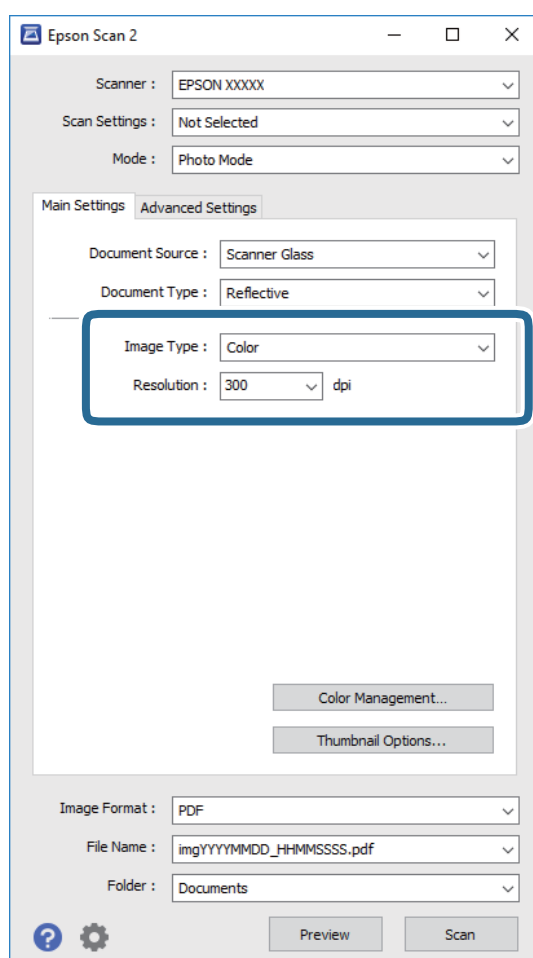 Epson Scan 2
Scanner : EPSON XXXXX
Scan Settings : Not Selected
Mode : Photo Mode
Main Settings Advanced Settings
Document Source : Scanner Glass
Document Type : Reflective
Image Type : Color
Resolution : 300 dpi
Color Management...
Thumbnail Options...
Image Format : PDF
File Name : imgYYYYMMDD_HHMMSSSS.pdf
Folder : Documents
? Preview Scan